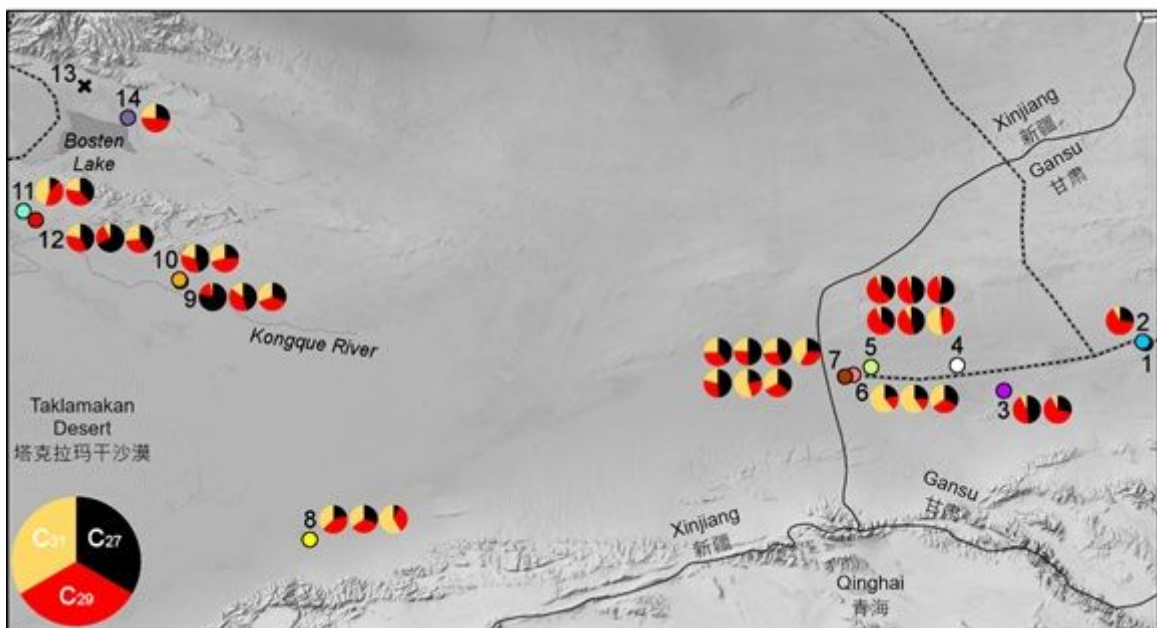 13
14
Bosten
Lake
11
12
10
9
Kongque River
Taklamakan
Desert
塔克拉玛干沙漠
C31
C27
C29
8
Xinjiang
新疆
Gansu
甘肃
7
6
5
4
3
2
1
Xinjiang
新疆
Gansu
甘肃
Qinghai
青海